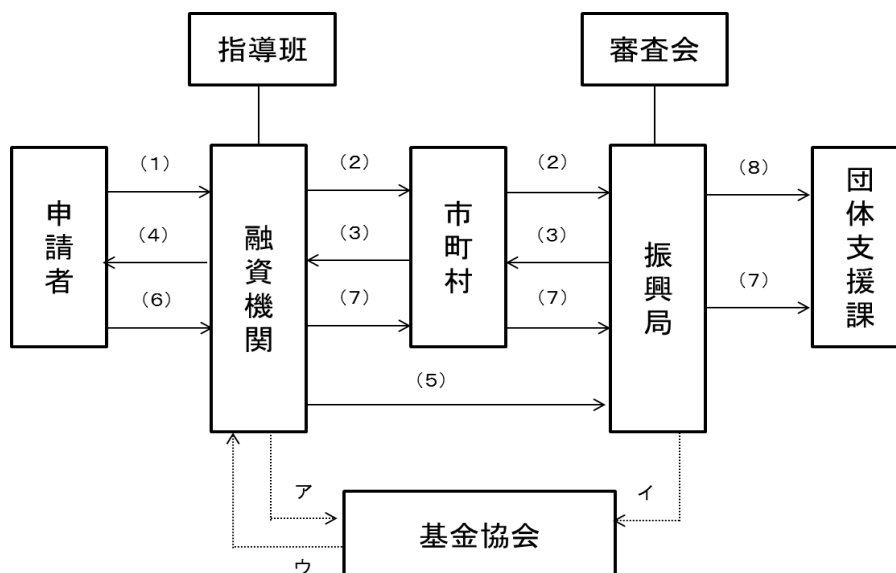 指導班
審査会
申請者
（1）
（4）
（6）
融資機関
（2）
（3）
（7）
市町村
（2）
（3）
（7）
（5）
振興局
（8）
（7）
団体支援課
ア
イ
ウ
基金協会